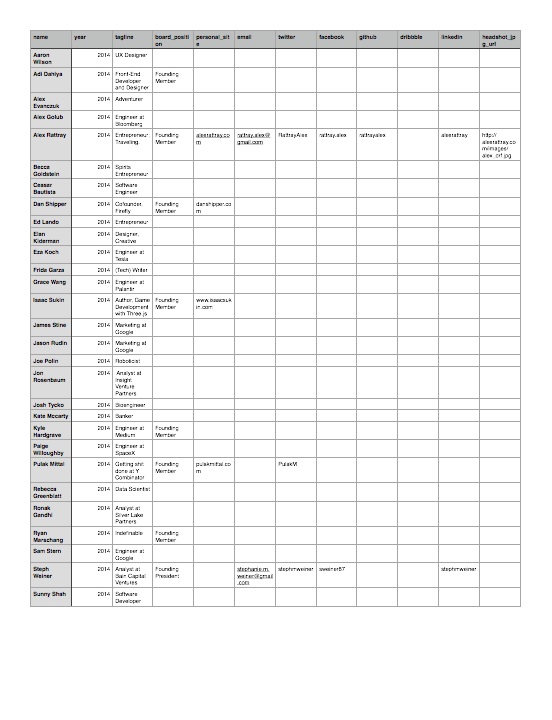 name year tagline board_position personal_site email twitter facebook github dribbble linkedin headshot_jpg_url
Aaron Wilson 2014 UX Designer
Adi Dahiya 2014 Front-End Developer and Designer Founding Member
Alex Evanczuk 2014 Adventurer
Alex Golub 2014 Engineer at Bloomberg
Alex Rattray 2014 Entrepreneur Traveling. Founding Member alexrattray.com rattray.alex@gmail.com RattrayAlex rattray.alex rattrayalex alexrattray http://alexrattray.com/images/alex_orf.jpg
Becca Goldstein 2014 Spirits Entrepreneur
Ceasar Bautista 2014 Software Engineer
Dan Shipper 2014 Cofounder, Firefly Founding Member danshipper.com
Ed Lando 2014 Entrepreneur
Elan Kiderman 2014 Designer, Creative
Eza Koch 2014 Engineer at Tesla
Frida Garza 2014 (Tech) Writer
Grace Wang 2014 Engineer at Palantir
Isaac Sukin 2014 Author, Game Development with Three.js Founding Member www.isaacsukin.com
James Stine 2014 Marketing at Google
Jason Rudin 2014 Marketing at Google
Joe Polin 2014 Roboticist
Jon Rosenbaum 2014 Analyst at Insight Venture Partners
Josh Tycko 2014 Bioengineer
Kate Mccarty 2014 Banker
Kyle Hardgrave 2014 Engineer at Medium Founding Member
Paige Willoughby 2014 Engineer at SpaceX
Pulak Mittal 2014 Getting shit done at Y Combinator Founding Member pulakmittal.com PulakM
Rebecca Greenblatt 2014 Data Scientist
Ronak Gandhi 2014 Analyst at Silver Lake Partners
Ryan Marschang 2014 Indefinable Founding Member
Sam Stern 2014 Engineer at Google
Steph Weiner 2014 Analyst at Bain Capital Ventures Founding President stephanie.m.weiner@gmail.com stephmweiner sweiner87 stephmweiner
Sunny Shah 2014 Software Developer